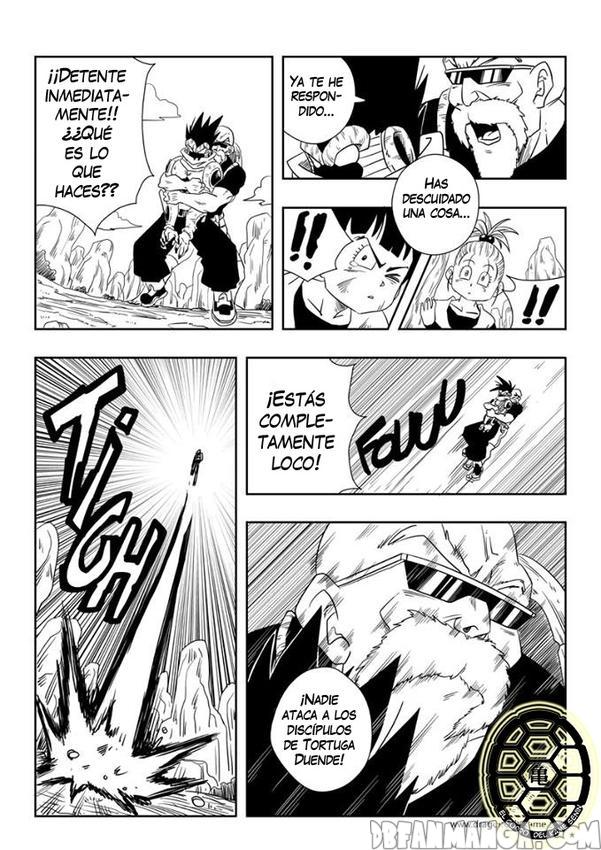 ¡¡DETENTE
INMEDIATA-
MENTE!!
¿¿QUÉ
ES LO
QUE
HACES??
YA TE HE
RESPON-
DIDO...
HAS
DESCUIDADO
UNA COSA...
!!
!!
TIGH
¡ESTÁS
COMPLE-
TAMENTE
LOCO!
FOUUU
¡NADIE
ATACA A LOS
DISCÍPULOS
DE TORTUGA
DUENDE!
亀
DBFANMANGA.COM